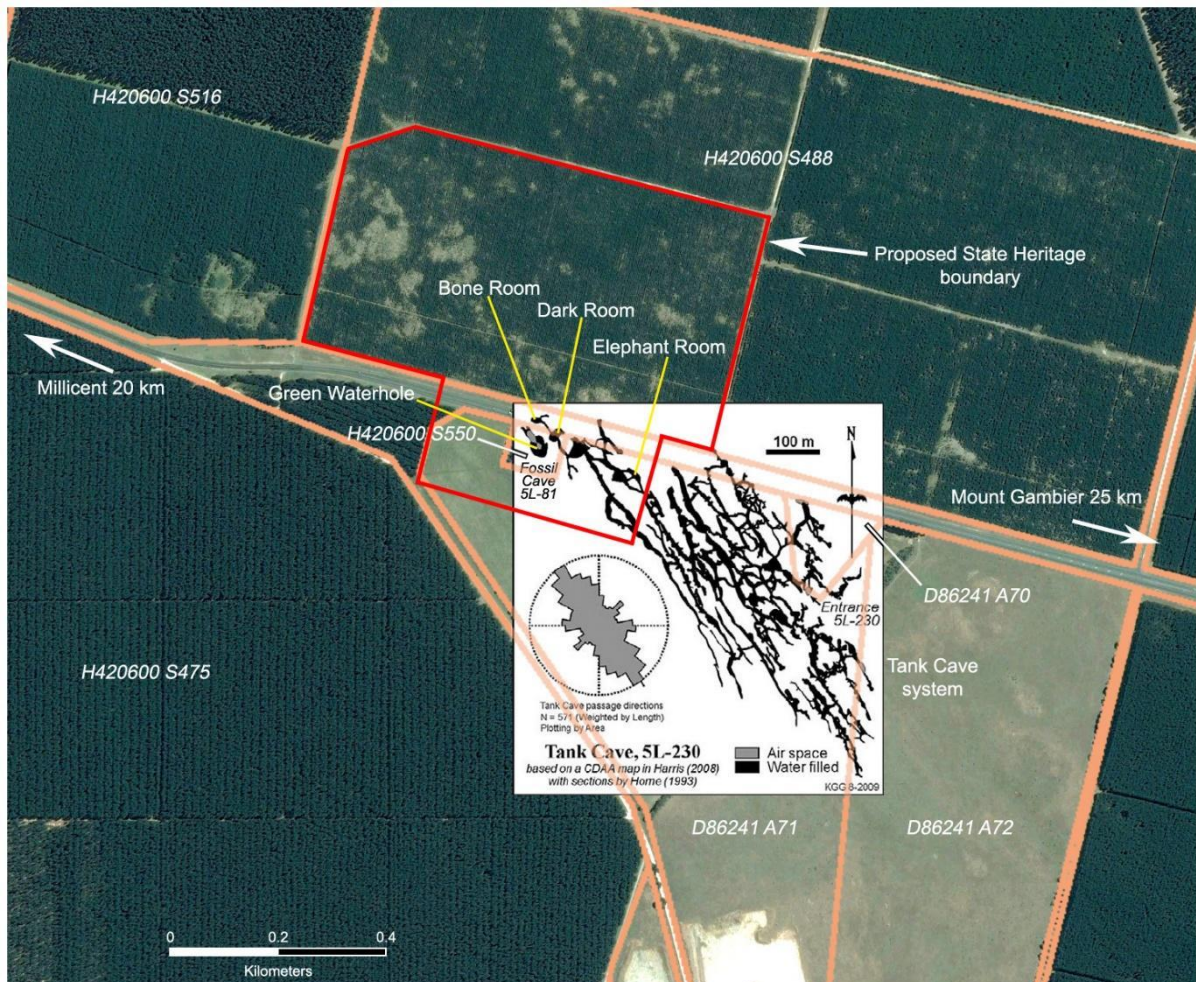 H420600 S516
H420600 S488
Proposed State Heritage
boundary
Bone Room
Dark Room
Elephant Room
Millicent 20 km
Green Waterhole
H420600 S550
Fossil
Cave
5L-81
100 m
N
Mount Gambier 25 km
D86241 A70
Entrance
5L-230
H420600 S475
Tank Cave
system
Tank Cave passage directions
N = 571 (Weighted by Length)
Plotting by Area
Tank Cave, 5L-230
based on a CDAA map in Harris (2008)
with sections by Horne (1993)
Air space
Water filled
KGG 8-2009
D86241 A71
D86241 A72
0 0.2 0.4
Kilometers